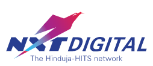 NXTDIGITAL
The Hinduja-HITS network